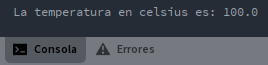 La temperatura en celsius es: 100.0
Consola Errores